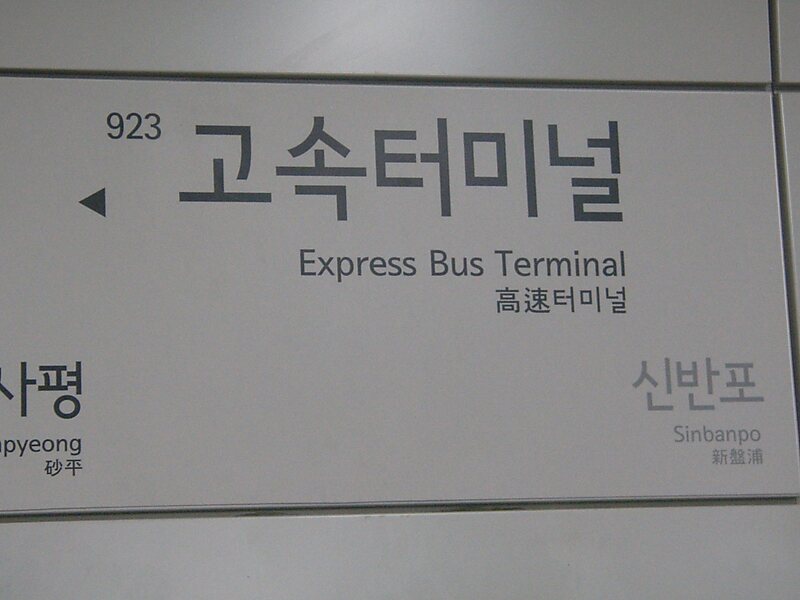 923
고속터미널
Express Bus Terminal
高速터미널
사평
apyeong
砂平
신반포
Sinbanpo
新盤浦